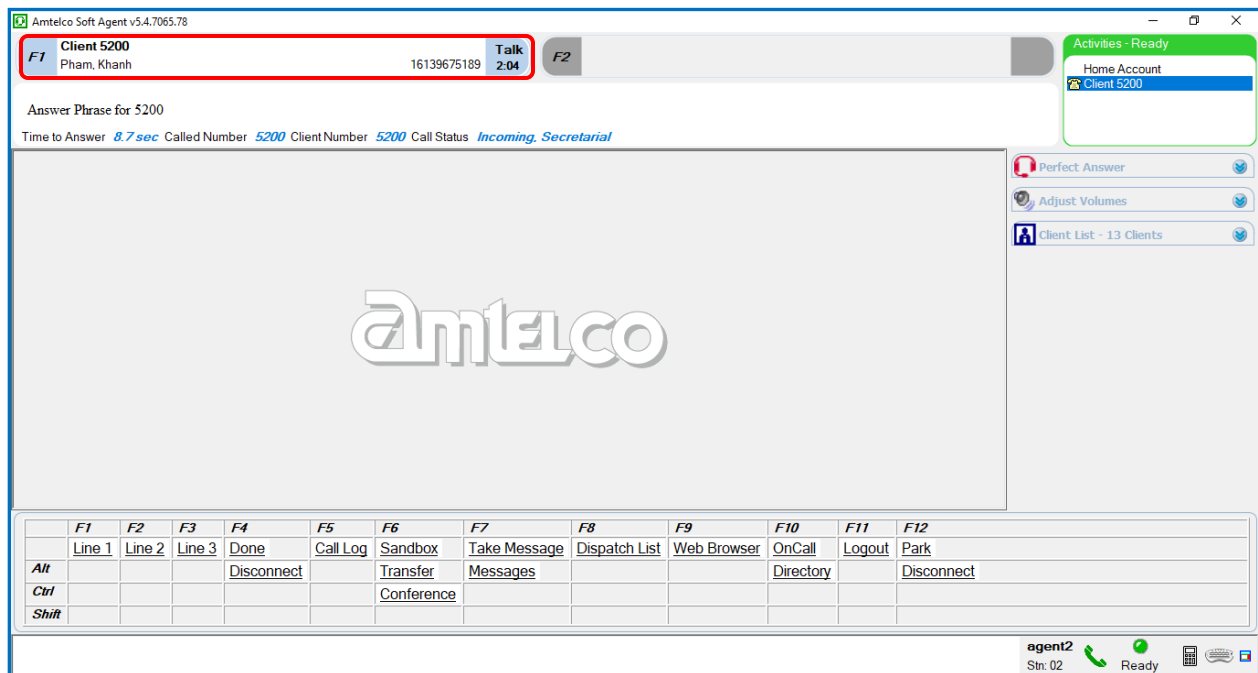 Amtelco Soft Agent v5.4.7065.78
F1 Client 5200 Talk F2
Pham, Khanh 16139675189 2:04
Activities - Ready
Home Account
Client 5200
Answer Phrase for 5200
Time to Answer 8.7 sec Called Number 5200 Client Number 5200 Call Status Incoming, Secretarial
Perfect Answer
Adjust Volumes
Client List - 13 Clients
amtelco
F1 F2 F3 F4 F5 F6 F7 F8 F9 F10 F11 F12
Line 1 Line 2 Line 3 Done Call Log Sandbox Take Message Dispatch List Web Browser OnCall Logout Park
Alt Disconnect Transfer Messages Directory Disconnect
Ctrl Conference
Shift
agent2
Stn: 02 Ready